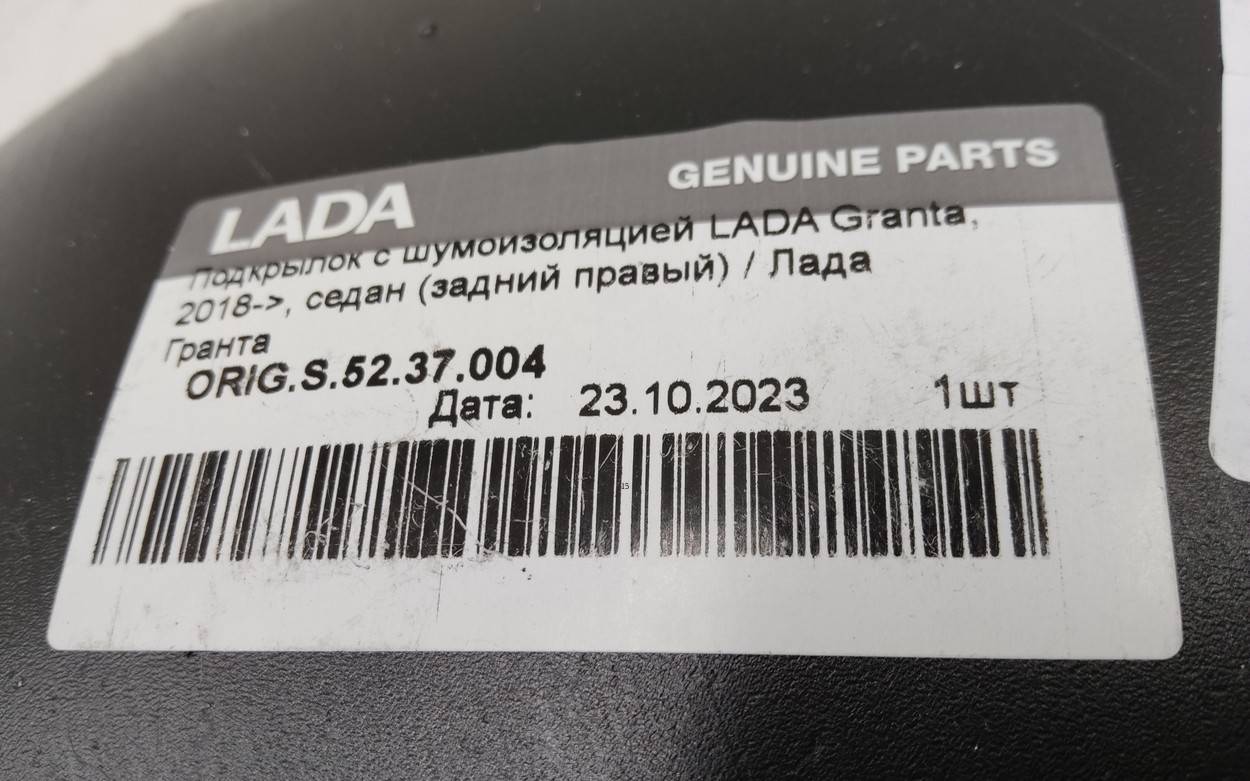 LADA GENUINE PARTS
Подкрылок с шумоизоляцией LADA Granta,
2018->, седан (задний правый) / Лада
Гранта
ORIG.S.52.37.004
Дата: 23.10.2023 1шт
15